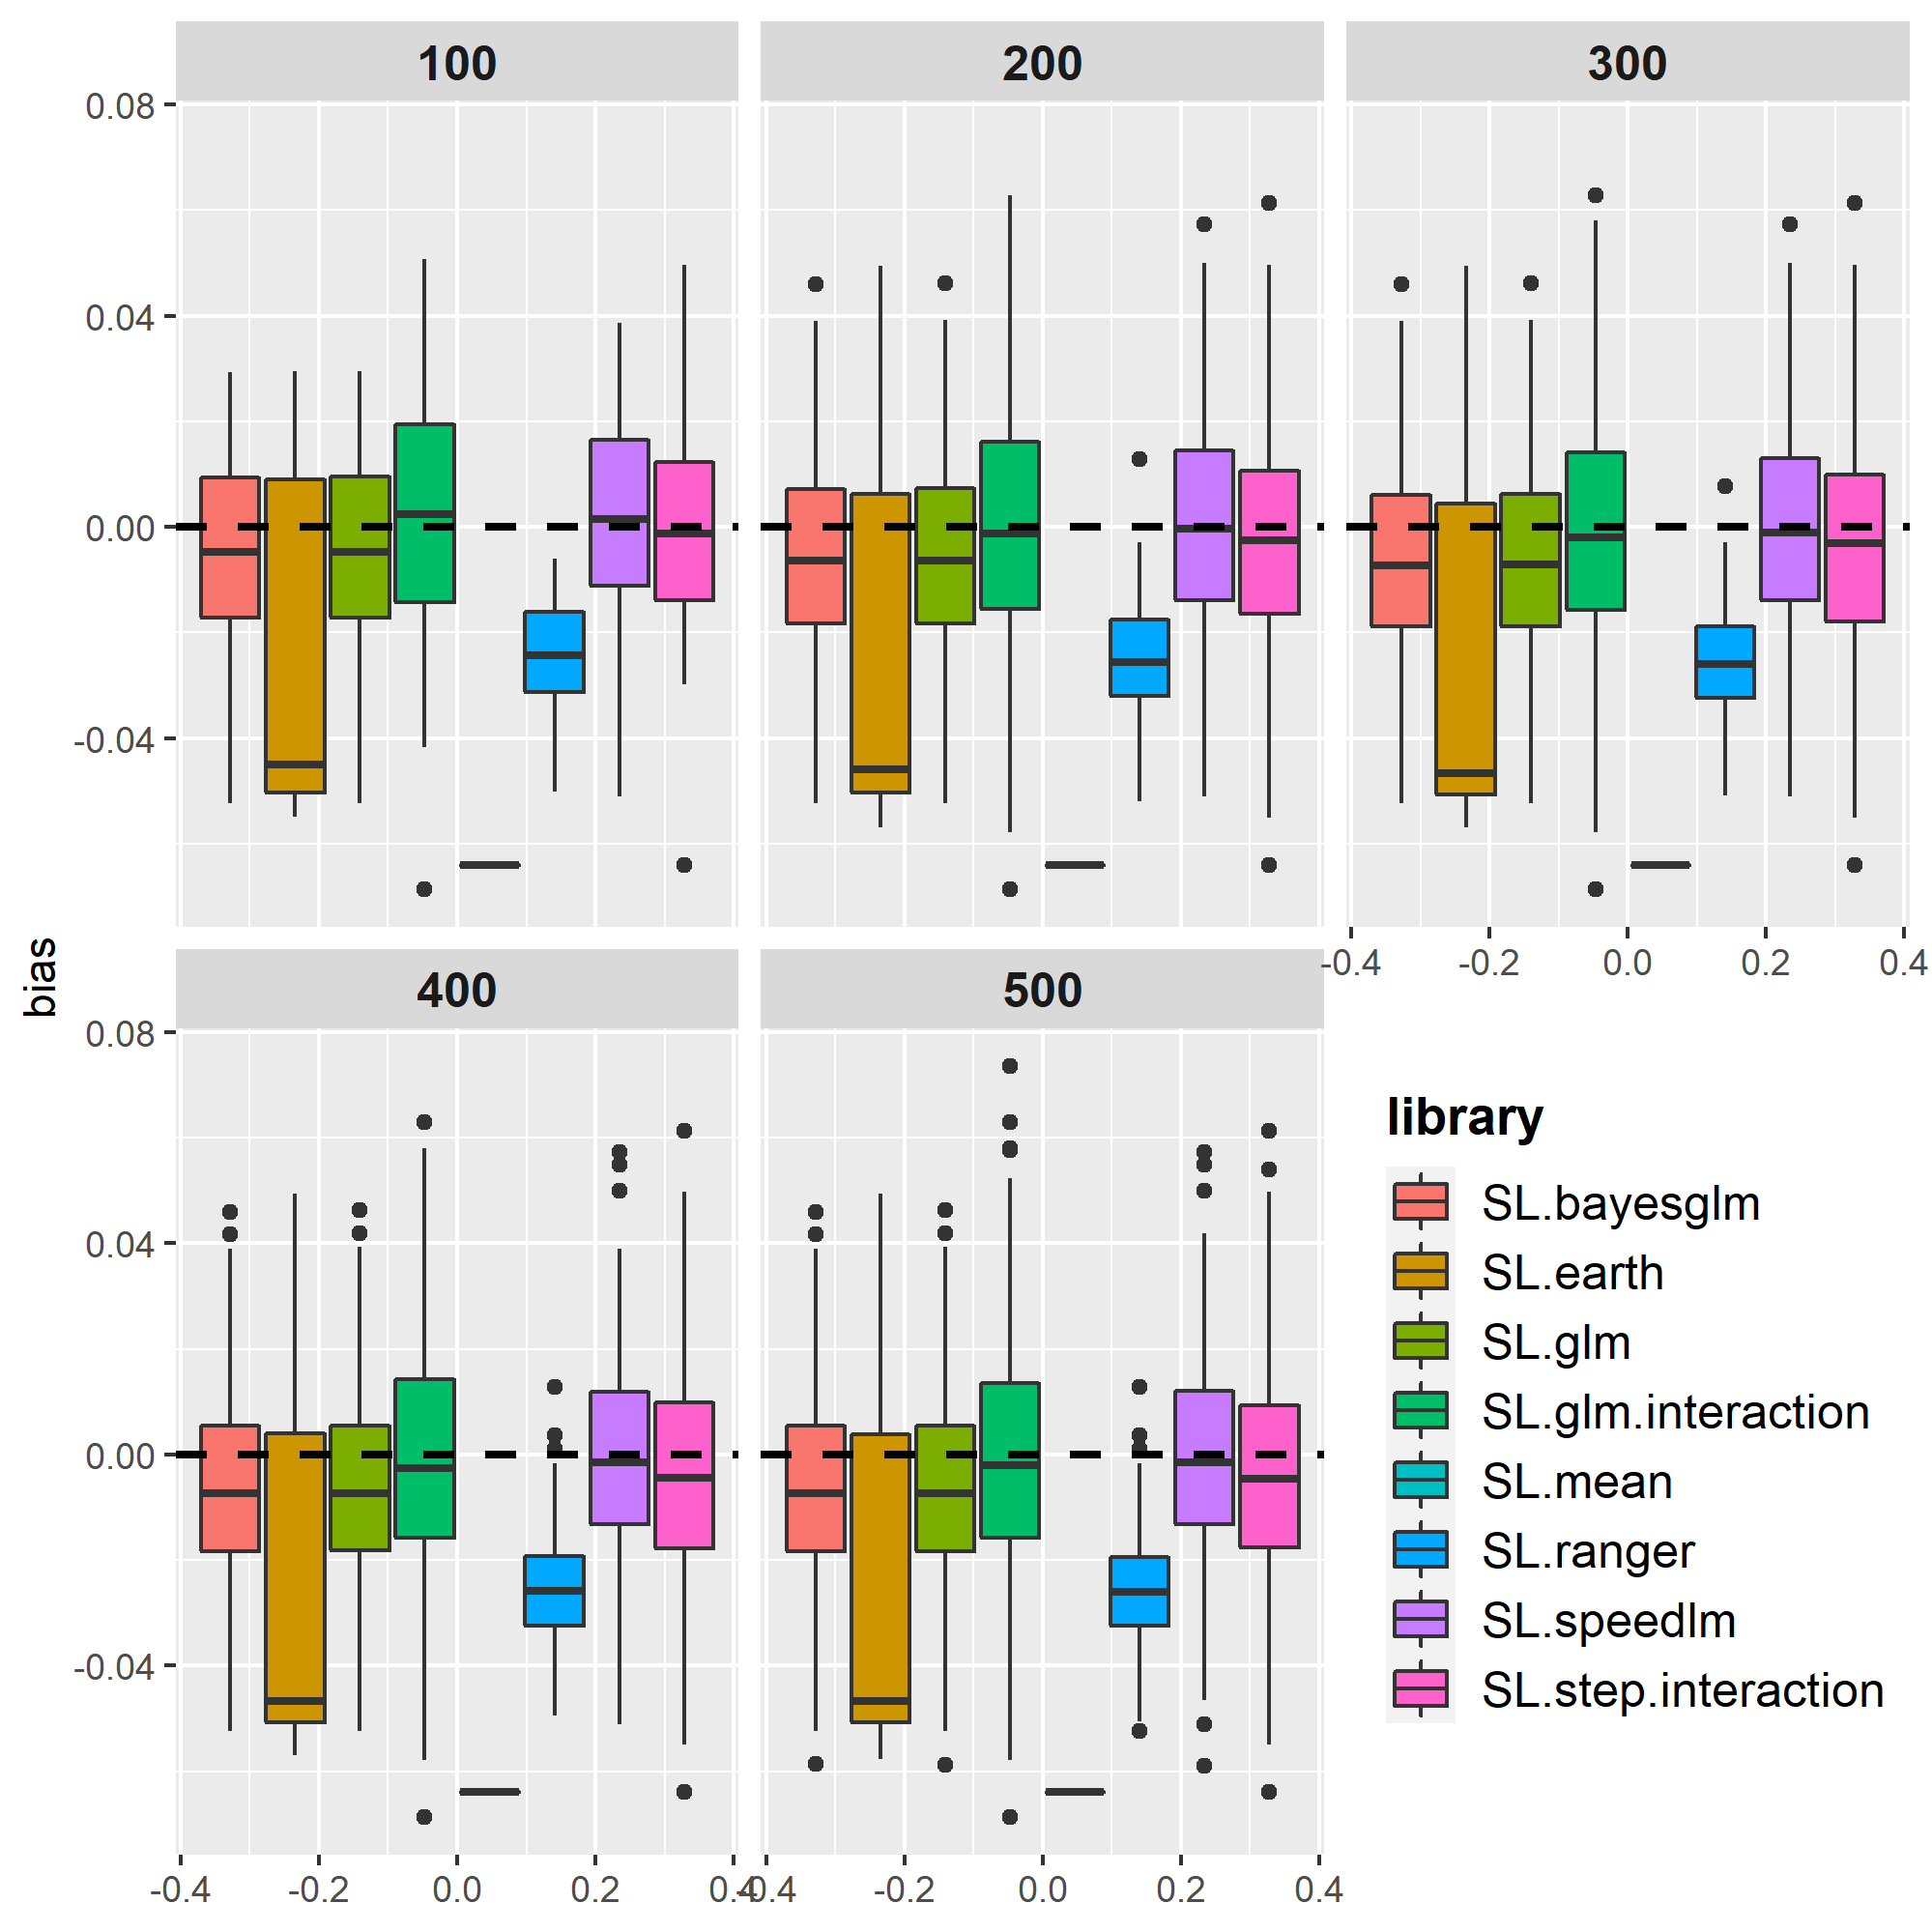 100
200
300
0.08
0.04
0.00
-0.04
-0.4 -0.2 0.0 0.2 0.4
bias
400
500
0.08
0.04
0.00
-0.04
-0.4 -0.2 0.0 0.2 0.4
-0.4 -0.2 0.0 0.2 0.4
library
SL.bayesglm
SL.earth
SL.glm
SL.glm.interaction
SL.mean
SL.ranger
SL.speedlm
SL.step.interaction